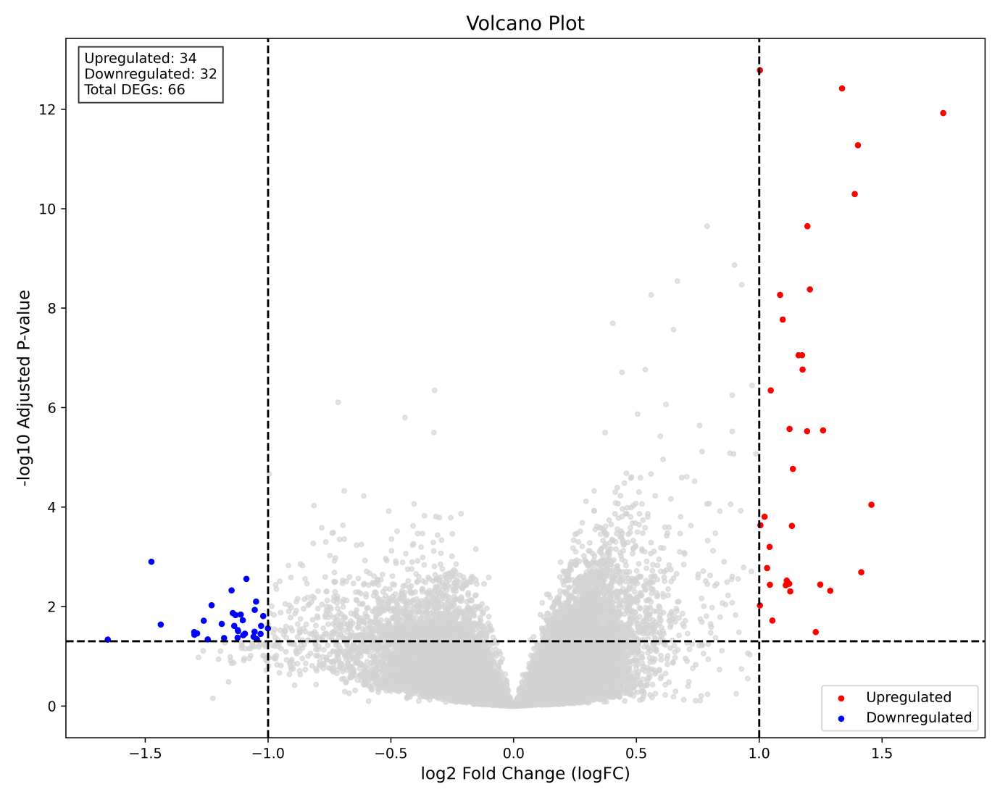 Volcano Plot
Upregulated: 34
Downregulated: 32
Total DEGs: 66
-log10 Adjusted P-value
12
10
8
6
4
2
0
−1.5
−1.0
−0.5
0.0
0.5
1.0
1.5
log2 Fold Change (logFC)
Upregulated
Downregulated